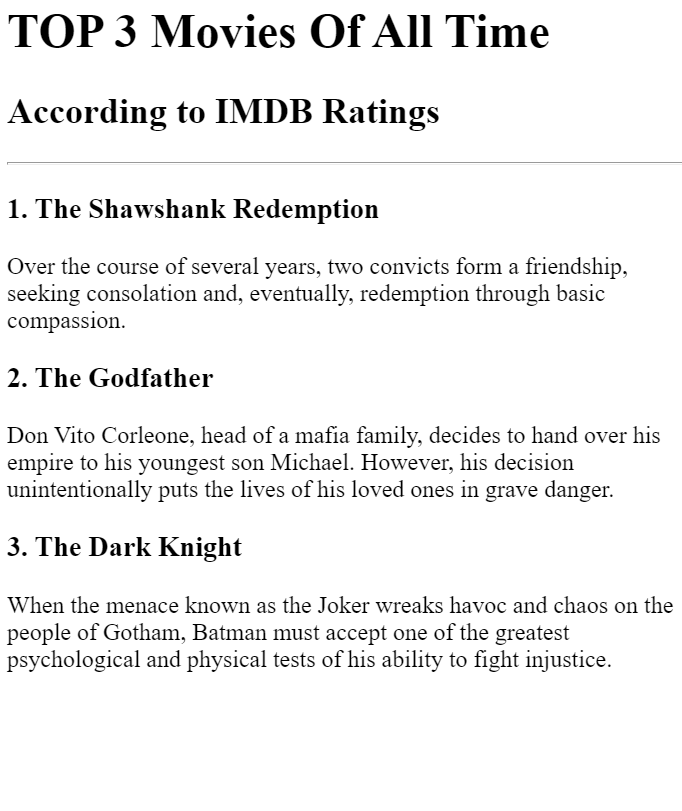 TOP 3 Movies Of All Time
According to IMDB Ratings
1. The Shawshank Redemption
Over the course of several years, two convicts form a friendship,
seeking consolation and, eventually, redemption through basic
compassion.
2. The Godfather
Don Vito Corleone, head of a mafia family, decides to hand over his
empire to his youngest son Michael. However, his decision
unintentionally puts the lives of his loved ones in grave danger.
3. The Dark Knight
When the menace known as the Joker wreaks havoc and chaos on the
people of Gotham, Batman must accept one of the greatest
psychological and physical tests of his ability to fight injustice.